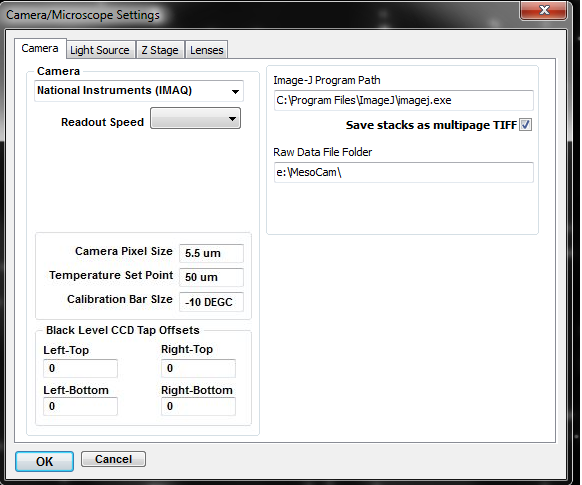 Camera/Microscope Settings
Camera
Light Source
Z Stage
Lenses
Camera
National Instruments (IMAQ)
Readout Speed
Camera Pixel Size 5.5 um
Temperature Set Point 50 um
Calibration Bar SIze -10 DEGC
Black Level CCD Tap Offsets
Left-Top Right-Top
0 0
Left-Bottom Right-Bottom
0 0
Image-J Program Path
C:\Program Files\ImageJ\imagej.exe
Save stacks as multipage TIFF
Raw Data File Folder
e:\MesoCam\
OK
Cancel